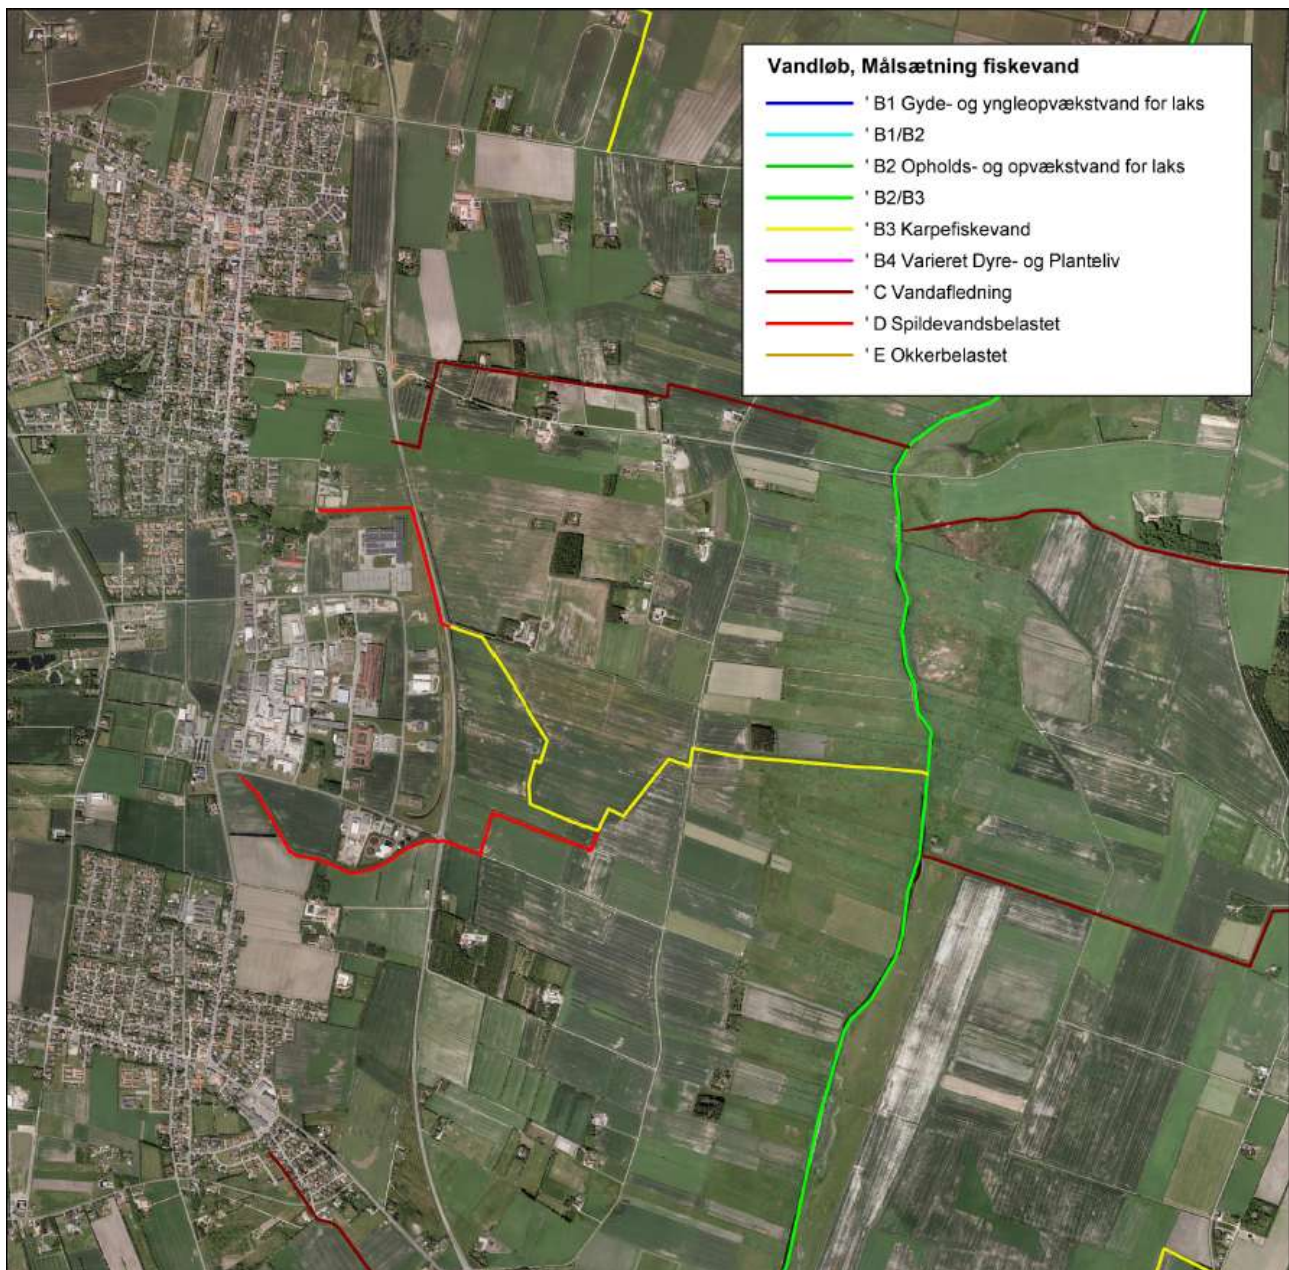 Vandløb, Målsætning fiskevand
' B1 Gyde- og yngleopvækstvand for laks
' B1/B2
' B2 Opholds- og opvækstvand for laks
' B2/B3
' B3 Karpefiskevand
' B4 Varieret Dyre- og Planteliv
' C Vandafledning
' D Spildevandsbelastet
' E Okkerbelastet